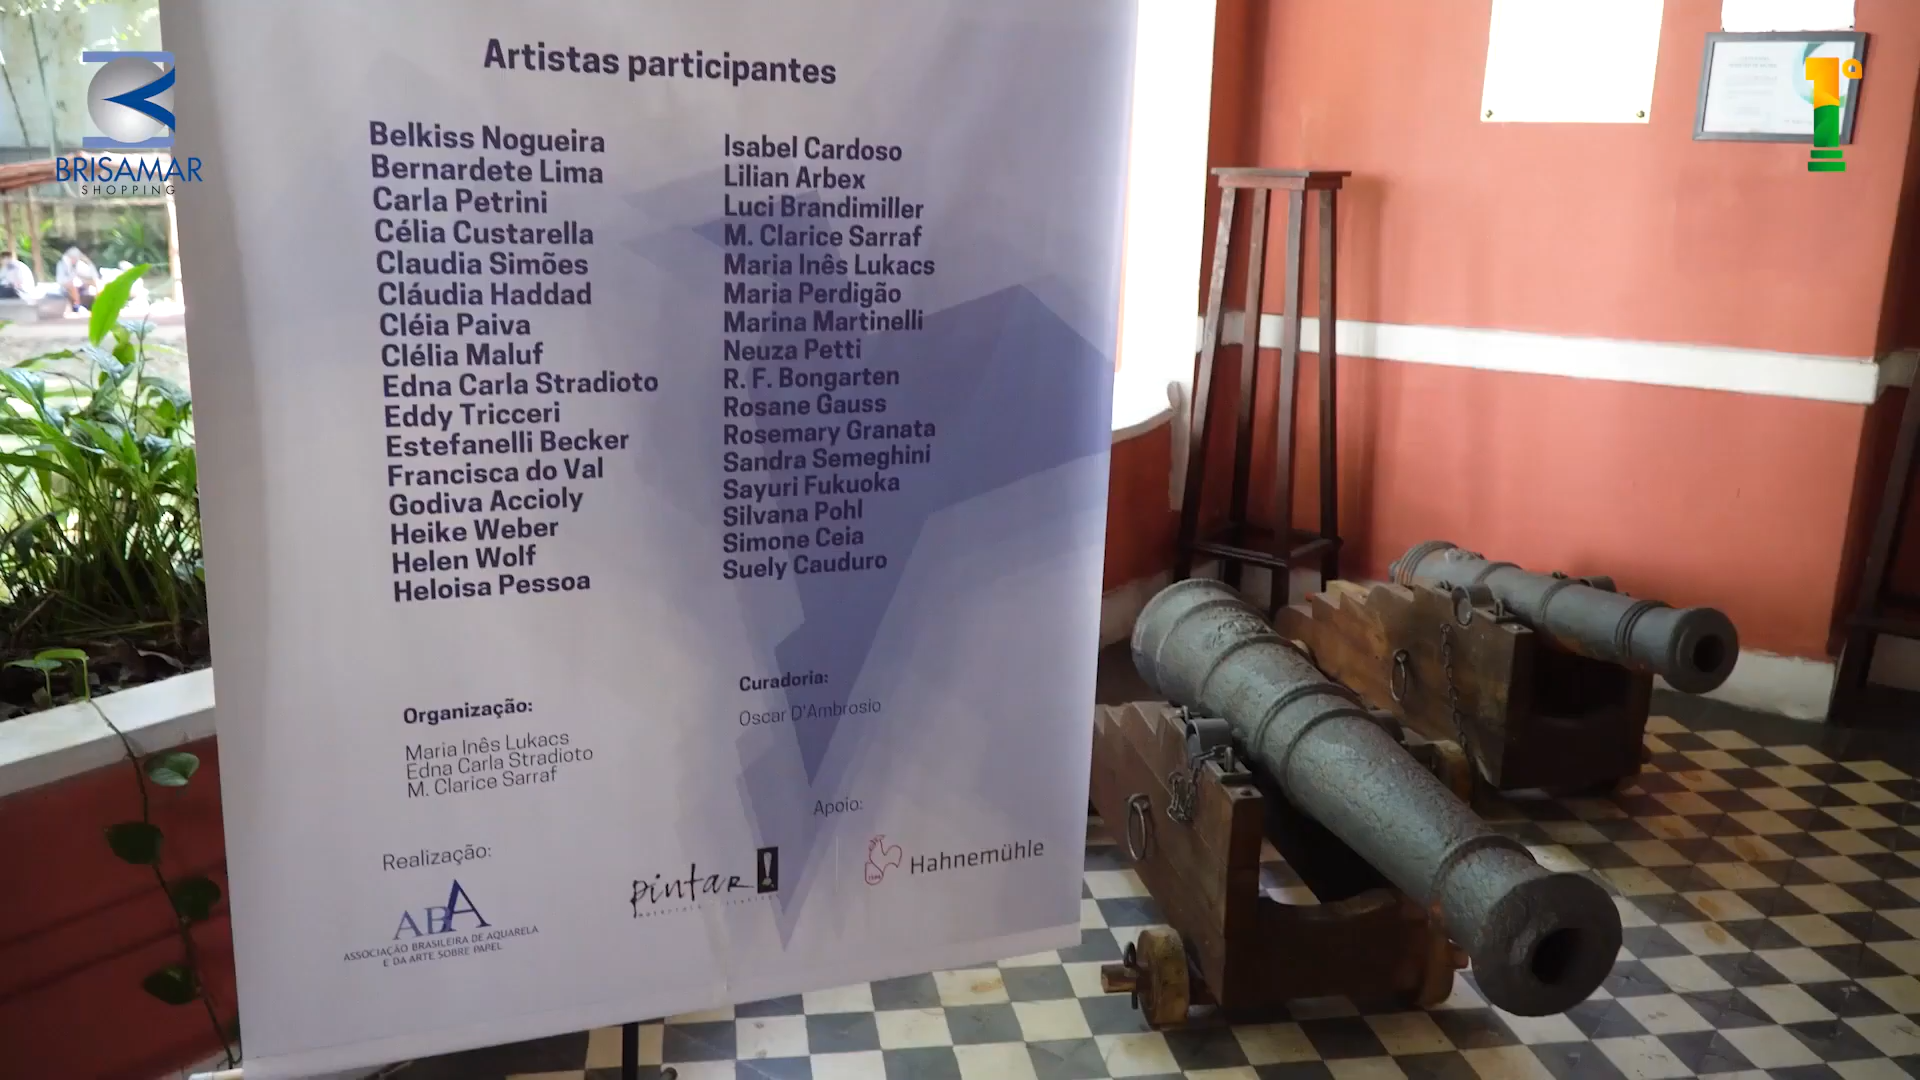 BRISAMAR
SHOPPING
1º
Artistas participantes
Belkiss Nogueira
Bernardete Lima
Carla Petrini
Célia Custarella
Claudia Simões
Cláudia Haddad
Cléia Paiva
Clélia Maluf
Edna Carla Stradioto
Eddy Tricceri
Estefanelli Becker
Francisca do Val
Godiva Accioly
Heike Weber
Helen Wolf
Heloisa Pessoa
Isabel Cardoso
Lilian Arbex
Luci Brandimiller
M. Clarice Sarraf
Maria Inês Lukacs
Maria Perdigão
Marina Martinelli
Neuza Petti
R. F. Bongarten
Rosane Gauss
Rosemary Granata
Sandra Semeghini
Sayuri Fukuoka
Silvana Pohl
Simone Ceia
Suely Cauduro
Organização:
Maria Inês Lukacs
Edna Carla Stradioto
M. Clarice Sarraf
Curadoria:
Oscar D'Ambrosio
Realização:
ABA
ASSOCIAÇÃO BRASILEIRA DE AQUARELA
E DA ARTE SOBRE PAPEL
pintar!
Apoio:
Hahnemühle